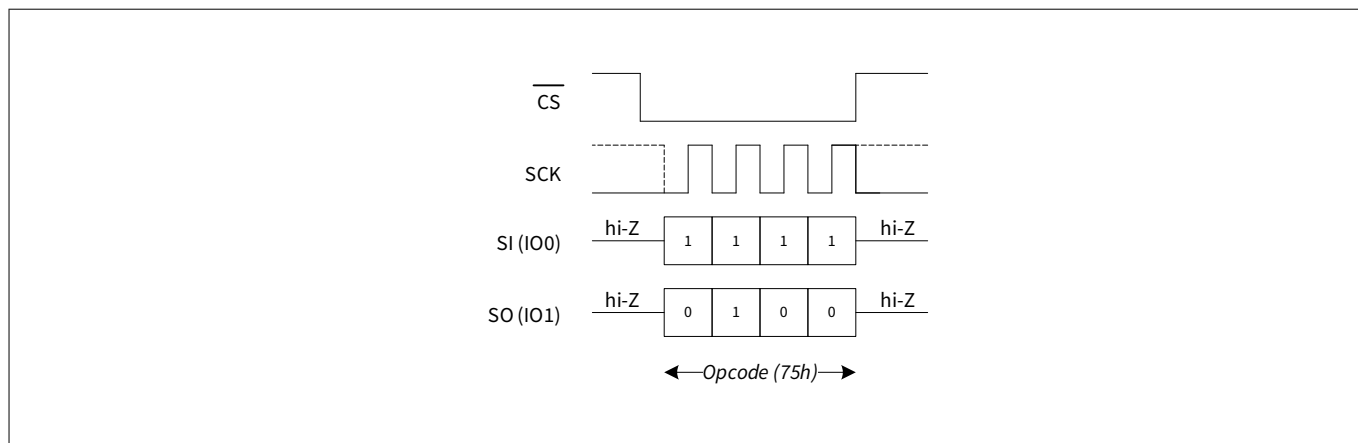 CS
SCK
hi-Z 1 1 1 1 hi-Z
SI (IO0)
hi-Z 0 1 0 0 hi-Z
SO (IO1)
Opcode (75h)